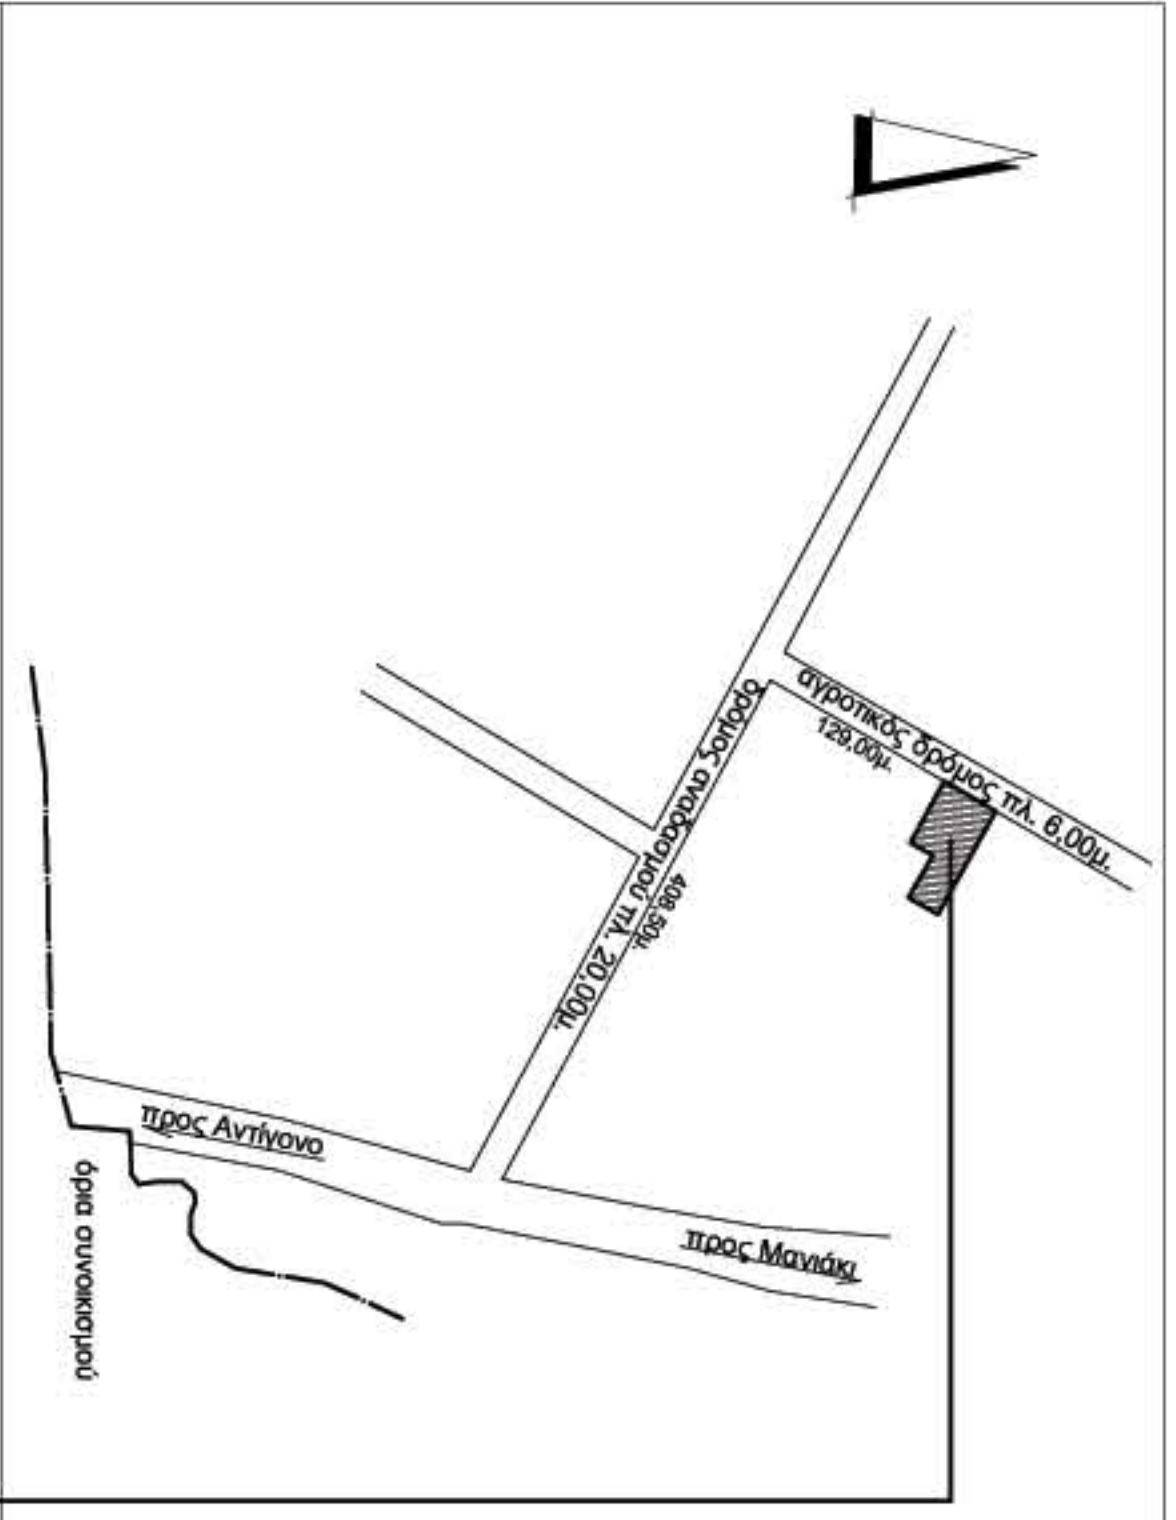 αγροτικός δρόμος πλ. 6,00μ.
129,00μ.
δρόμος αναδασμού πλ. 20,00μ.
408,50μ.
προς Αντίγονο
προς Μανιάκι
όρια συνοικισμού